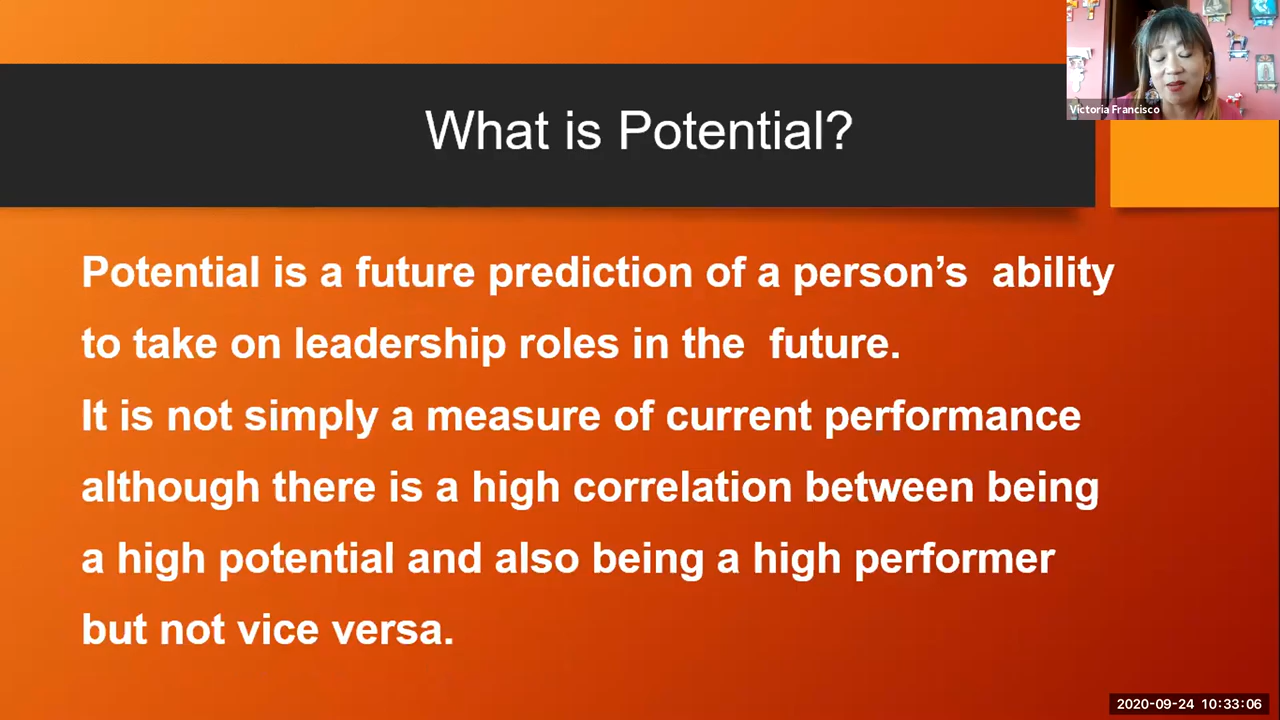 Victoria Francisco
What is Potential?
Potential is a future prediction of a person’s  ability
to take on leadership roles in the  future.
It is not simply a measure of current performance
although there is a high correlation between being
a high potential and also being a high performer
but not vice versa.
2020-09-24 10:33:06